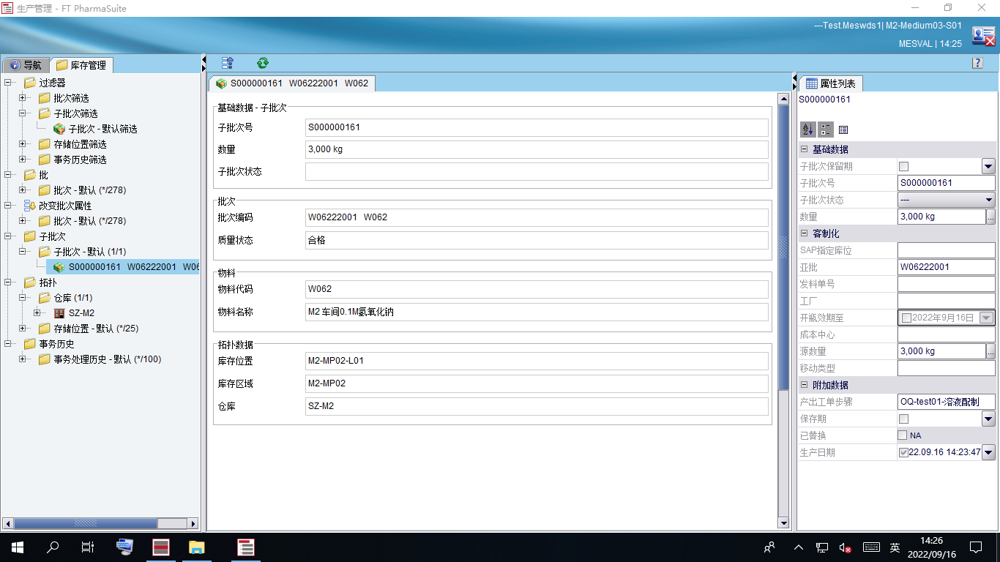 生产管理 - FT PharmaSuite
---Test.Meswds1| M2-Medium03-S01
MESVAL | 14:25
导航
库存管理
过滤器
批次筛选
子批次筛选
子批次 - 默认筛选
存储位置筛选
事务历史筛选
批
批次 - 默认 (*/278)
改变批次属性
批次 - 默认 (*/278)
子批次
子批次 - 默认 (1/1)
S000000161 W06222001 W06
拓扑
仓库 (1/1)
SZ-M2
存储位置 - 默认 (*/25)
事务历史
事务处理历史 - 默认 (*/100)
S000000161 W06222001 W062
基础数据 - 子批次
子批次号 S000000161
数量 3,000 kg
子批次状态
批次
批次编码 W06222001 W062
质量状态 合格
物料
物料代码 W062
物料名称 M2 车间0.1M氢氧化钠
拓扑数据
库存位置 M2-MP02-L01
库存区域 M2-MP02
仓库 SZ-M2
?
属性列表
S000000161
基础数据
子批次保留期
子批次号 S000000161
子批次状态 ---
数量 3,000 kg ...
客制化
SAP指定库位
亚批 W06222001
发料单号
工厂
开瓶效期至 2022年9月16日
成本中心
源数量 3,000 kg ...
移动类型
附加数据
产出工单步骤 OQ-test01-溶液配制
保存期
已替换 NA
生产日期 22.09.16 14:23:47
英
14:26
2022/09/16